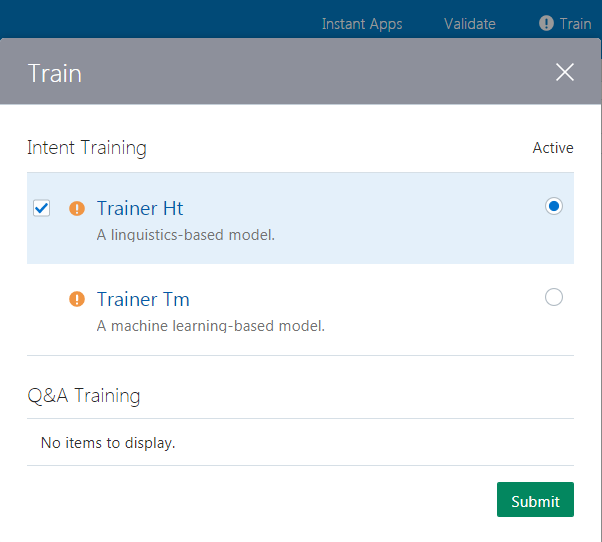 Instant Apps Validate Train
Train
Intent Training Active
Trainer Ht
A linguistics-based model.
Trainer Tm
A machine learning-based model.
Q&A Training
No items to display.
Submit